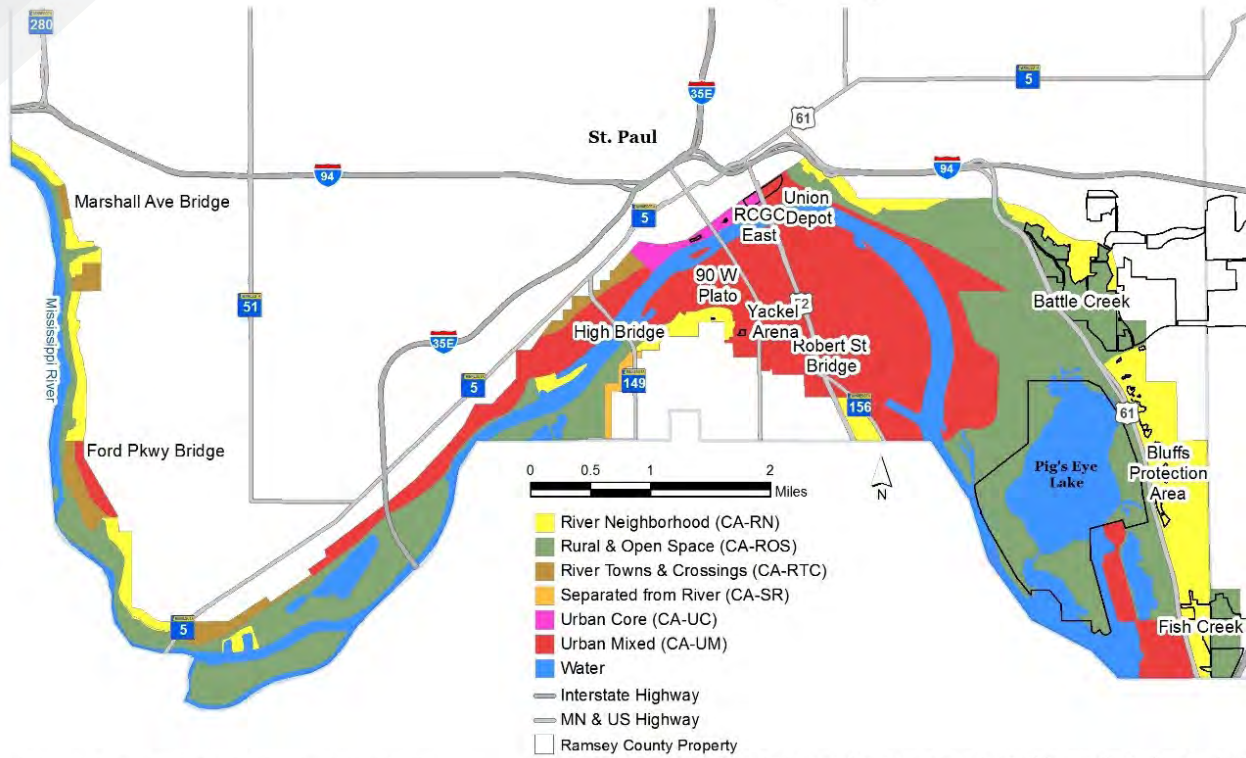 280
5
35E
61
St. Paul
94
94
Marshall Ave Bridge
5
Union
Depot
RCGC
East
Mississippi River
51
90 W
Plato
Battle Creek
High Bridge
Yackel
Arena
35E
Robert St
Bridge
5
149
156
61
Ford Pkwy Bridge
Bluffs
Protection
Area
Pig's Eye
Lake
0 0.5 1 2
Miles
N
River Neighborhood (CA-RN)
Rural & Open Space (CA-ROS)
River Towns & Crossings (CA-RTC)
Separated from River (CA-SR)
Urban Core (CA-UC)
Urban Mixed (CA-UM)
Water
Interstate Highway
MN & US Highway
Ramsey County Property
5
Fish Creek